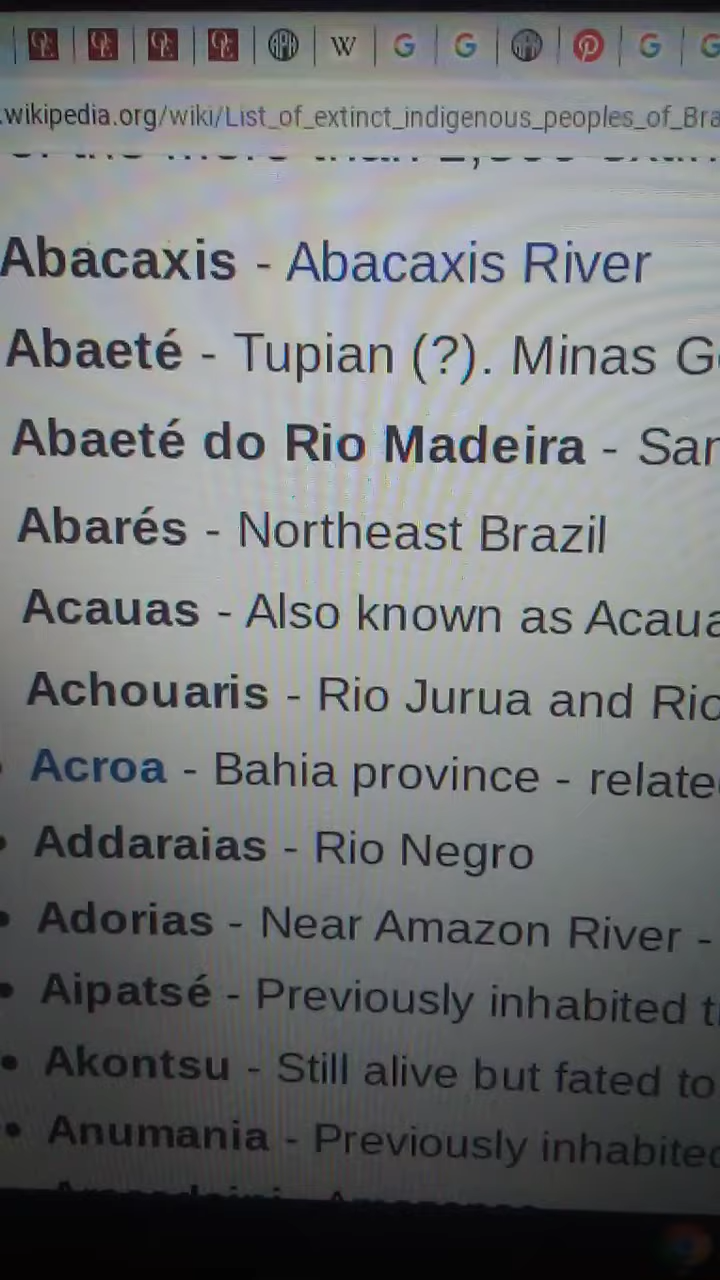 .wikipedia.org/wiki/List_of_extinct_indigenous_peoples_of_Bra
Abacaxis - Abacaxis River
Abaeté - Tupian (?). Minas G
Abaeté do Rio Madeira - Sar
Abarés - Northeast Brazil
Acauas - Also known as Acaua
Achouaris - Rio Jurua and Rio
• Acroa - Bahia province - relate
• Addaraias - Rio Negro
• Adorias - Near Amazon River -
• Aipatsé - Previously inhabited t
• Akontsu - Still alive but fated to
• Anumania - Previously inhabited